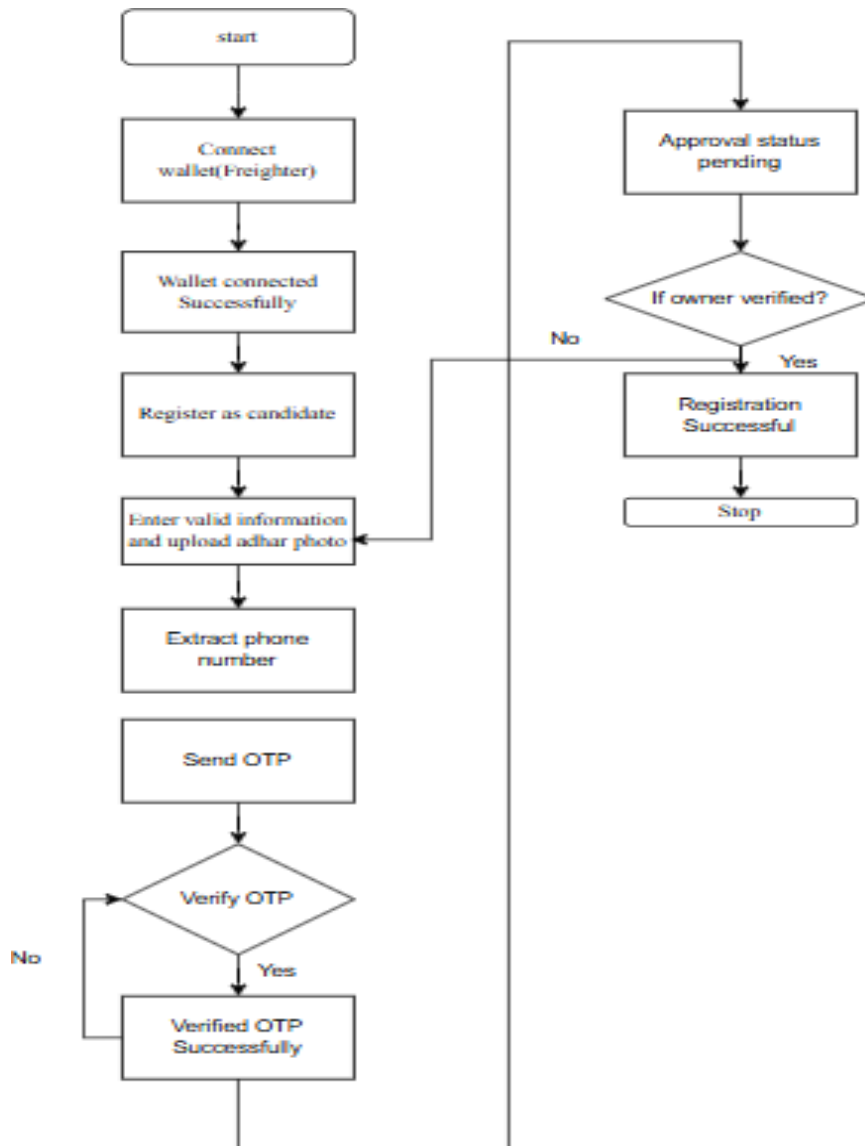 start
Connect
wallet(Freighter)
Wallet connected
Successfully
Register as candidate
Enter valid information
and upload adhar photo
Extract phone
number
Send OTP
Verify OTP
No
Yes
Verified OTP
Successfully
Approval status
pending
If owner verified?
No
Yes
Registration
Successful
Stop